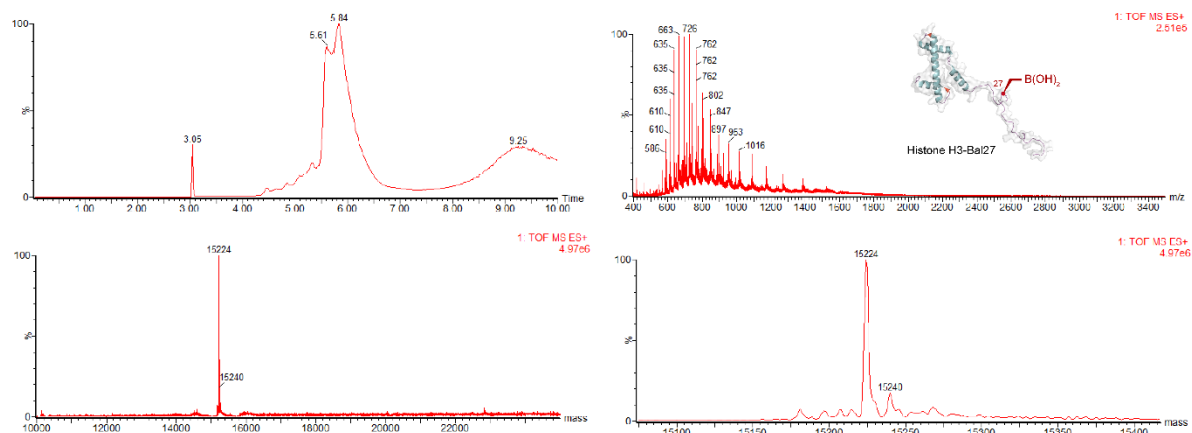 100
%
0
3.05
5.61
5.84
9.25
1.00 2.00 3.00 4.00 5.00 6.00 7.00 8.00 9.00 10.00
Time
1: TOF MS ES+
2.51e5
100
%
0
586
610
610
635
635
635
663
726
762
762
762
802
847
897
953
1016
27
B(OH)2
Histone H3-Bal27
400 600 800 1000 1200 1400 1600 1800 2000 2200 2400 2600 2800 3000 3200 3400
m/z
1: TOF MS ES+
4.97e6
100
%
0
15224
15240
10000 12000 14000 16000 18000 20000 22000
mass
1: TOF MS ES+
4.97e6
100
%
0
15224
15240
15100 15150 15200 15250 15300 15350 15400
mass